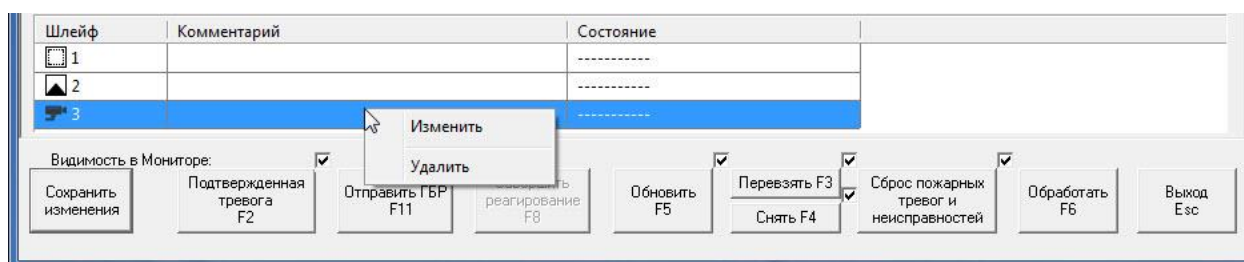 Шлейф Комментарий Состояние
1 -----------
2 -----------
3 -----------
Изменить
Удалить
Видимость в Мониторе:
Сохранить
изменения
Подтвержденная
тревога
F2
Отправить ГБР
F11
реагирование
F8
Обновить
F5
Перевзять F3
Снять F4
Сброс пожарных
тревог и
неисправностей
Обработать
F6
Выход
Esc